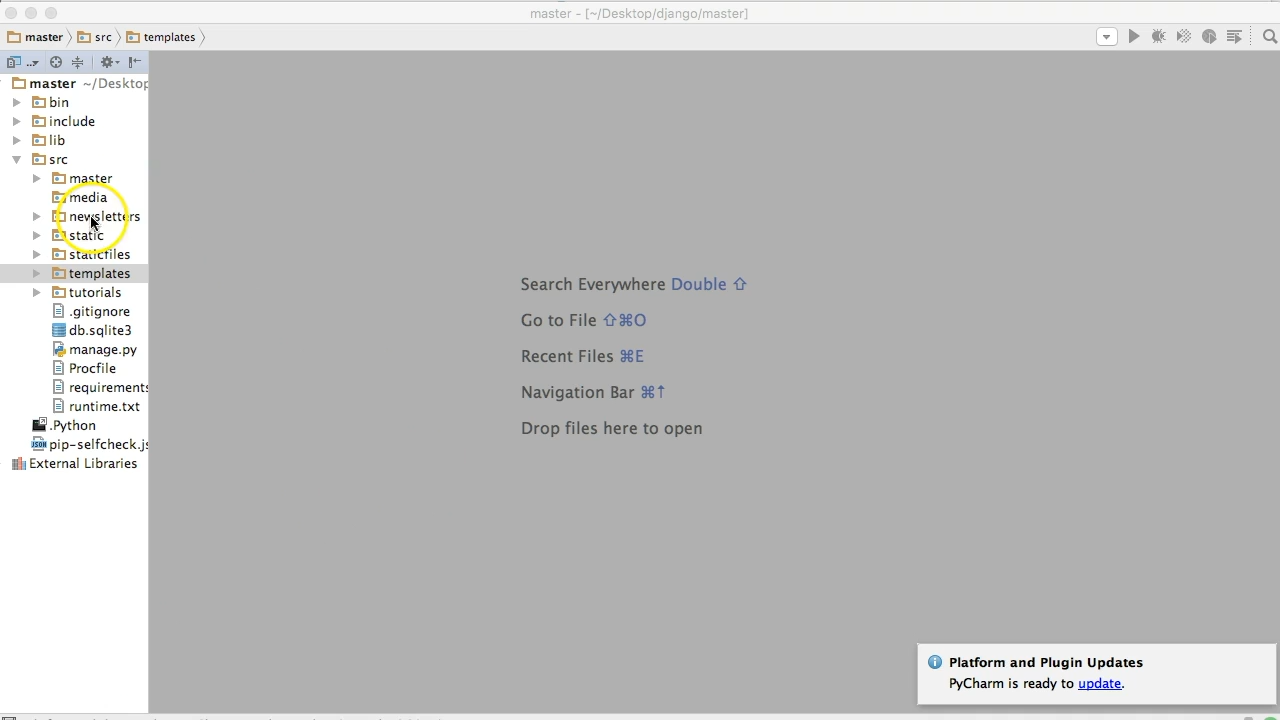 master - [~/Desktop/django/master]
master src templates
master ~/Desktop
bin
include
lib
src
master
media
newsletters
static
staticfiles
templates
tutorials
.gitignore
db.sqlite3
manage.py
Procfile
requirements
runtime.txt
.Python
pip-selfcheck.js
External Libraries
Search Everywhere Double ⇧
Go to File ⇧⌘O
Recent Files ⌘E
Navigation Bar ⌘↑
Drop files here to open
Platform and Plugin Updates
PyCharm is ready to update.